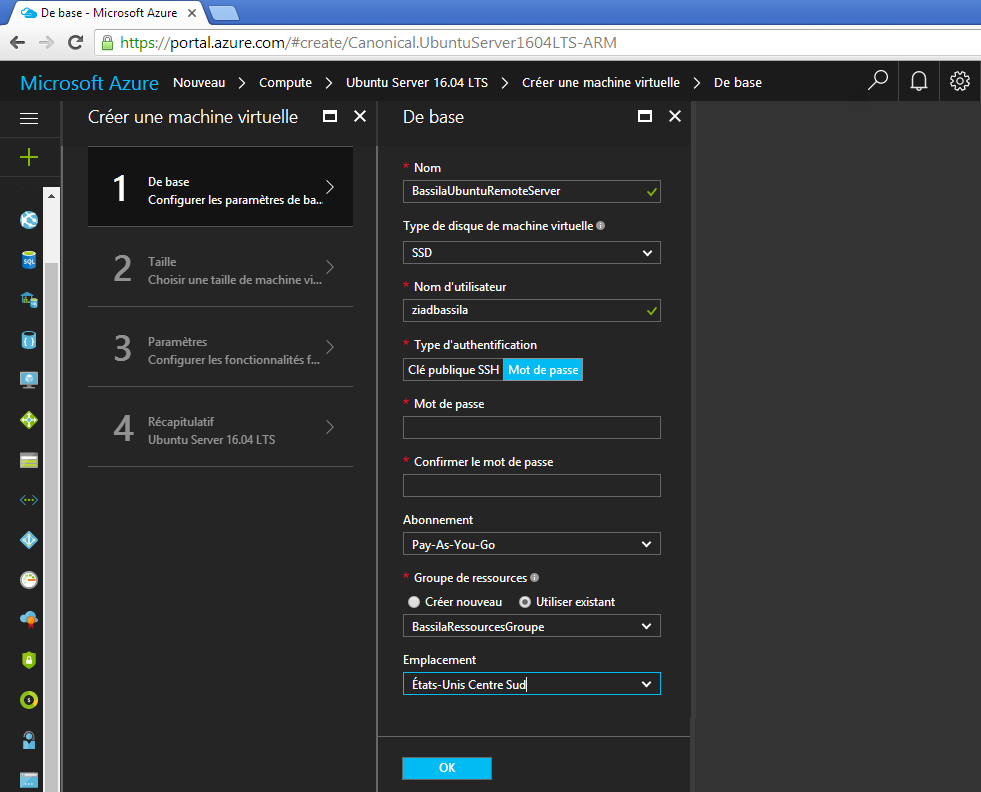 De base - Microsoft Azure
https://portal.azure.com/#create/Canonical.UbuntuServer1604LTS-ARM
Microsoft Azure Nouveau > Compute > Ubuntu Server 16.04 LTS > Créer une machine virtuelle > De base
Créer une machine virtuelle
1
De base
Configurer les paramètres de ba...
2
Taille
Choisir une taille de machine vi...
3
Paramètres
Configurer les fonctionnalités f...
4
Récapitulatif
Ubuntu Server 16.04 LTS
De base
* Nom
BassilaUbuntuRemoteServer
Type de disque de machine virtuelle
SSD
* Nom d'utilisateur
ziadbassila
* Type d'authentification
Clé publique SSH Mot de passe
* Mot de passe
* Confirmer le mot de passe
Abonnement
Pay-As-You-Go
* Groupe de ressources
Créer nouveau Utiliser existant
BassilaRessourcesGroupe
Emplacement
États-Unis Centre Sud
OK
SQL